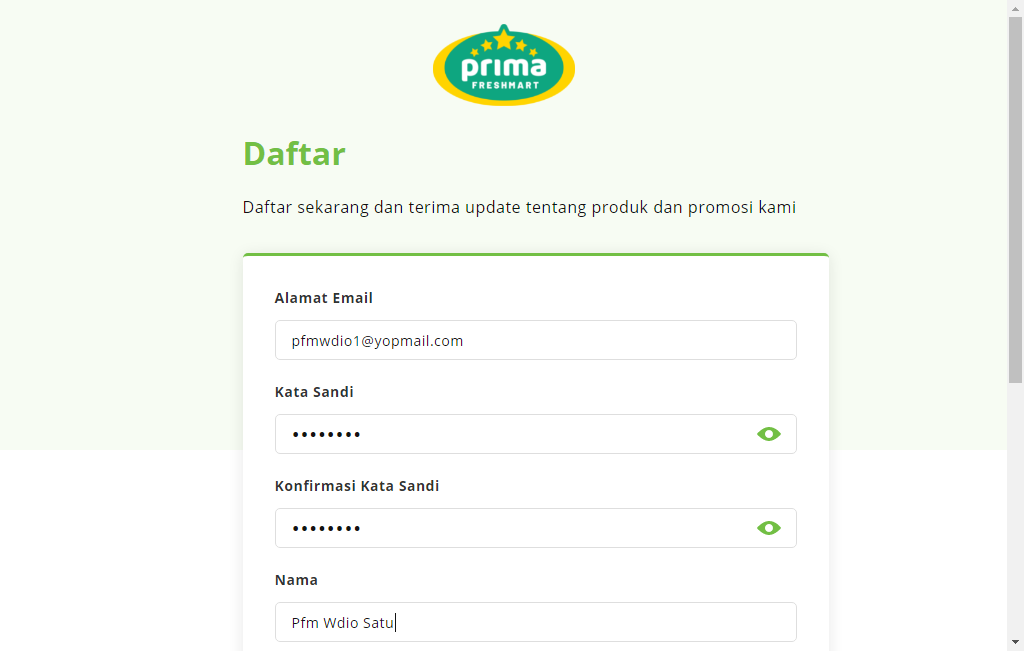 prima
FRESHMART
Daftar
Daftar sekarang dan terima update tentang produk dan promosi kami
Alamat Email
pfmwdio1@yopmail.com
Kata Sandi
••••••••
Konfirmasi Kata Sandi
••••••••
Nama
Pfm Wdio Satu